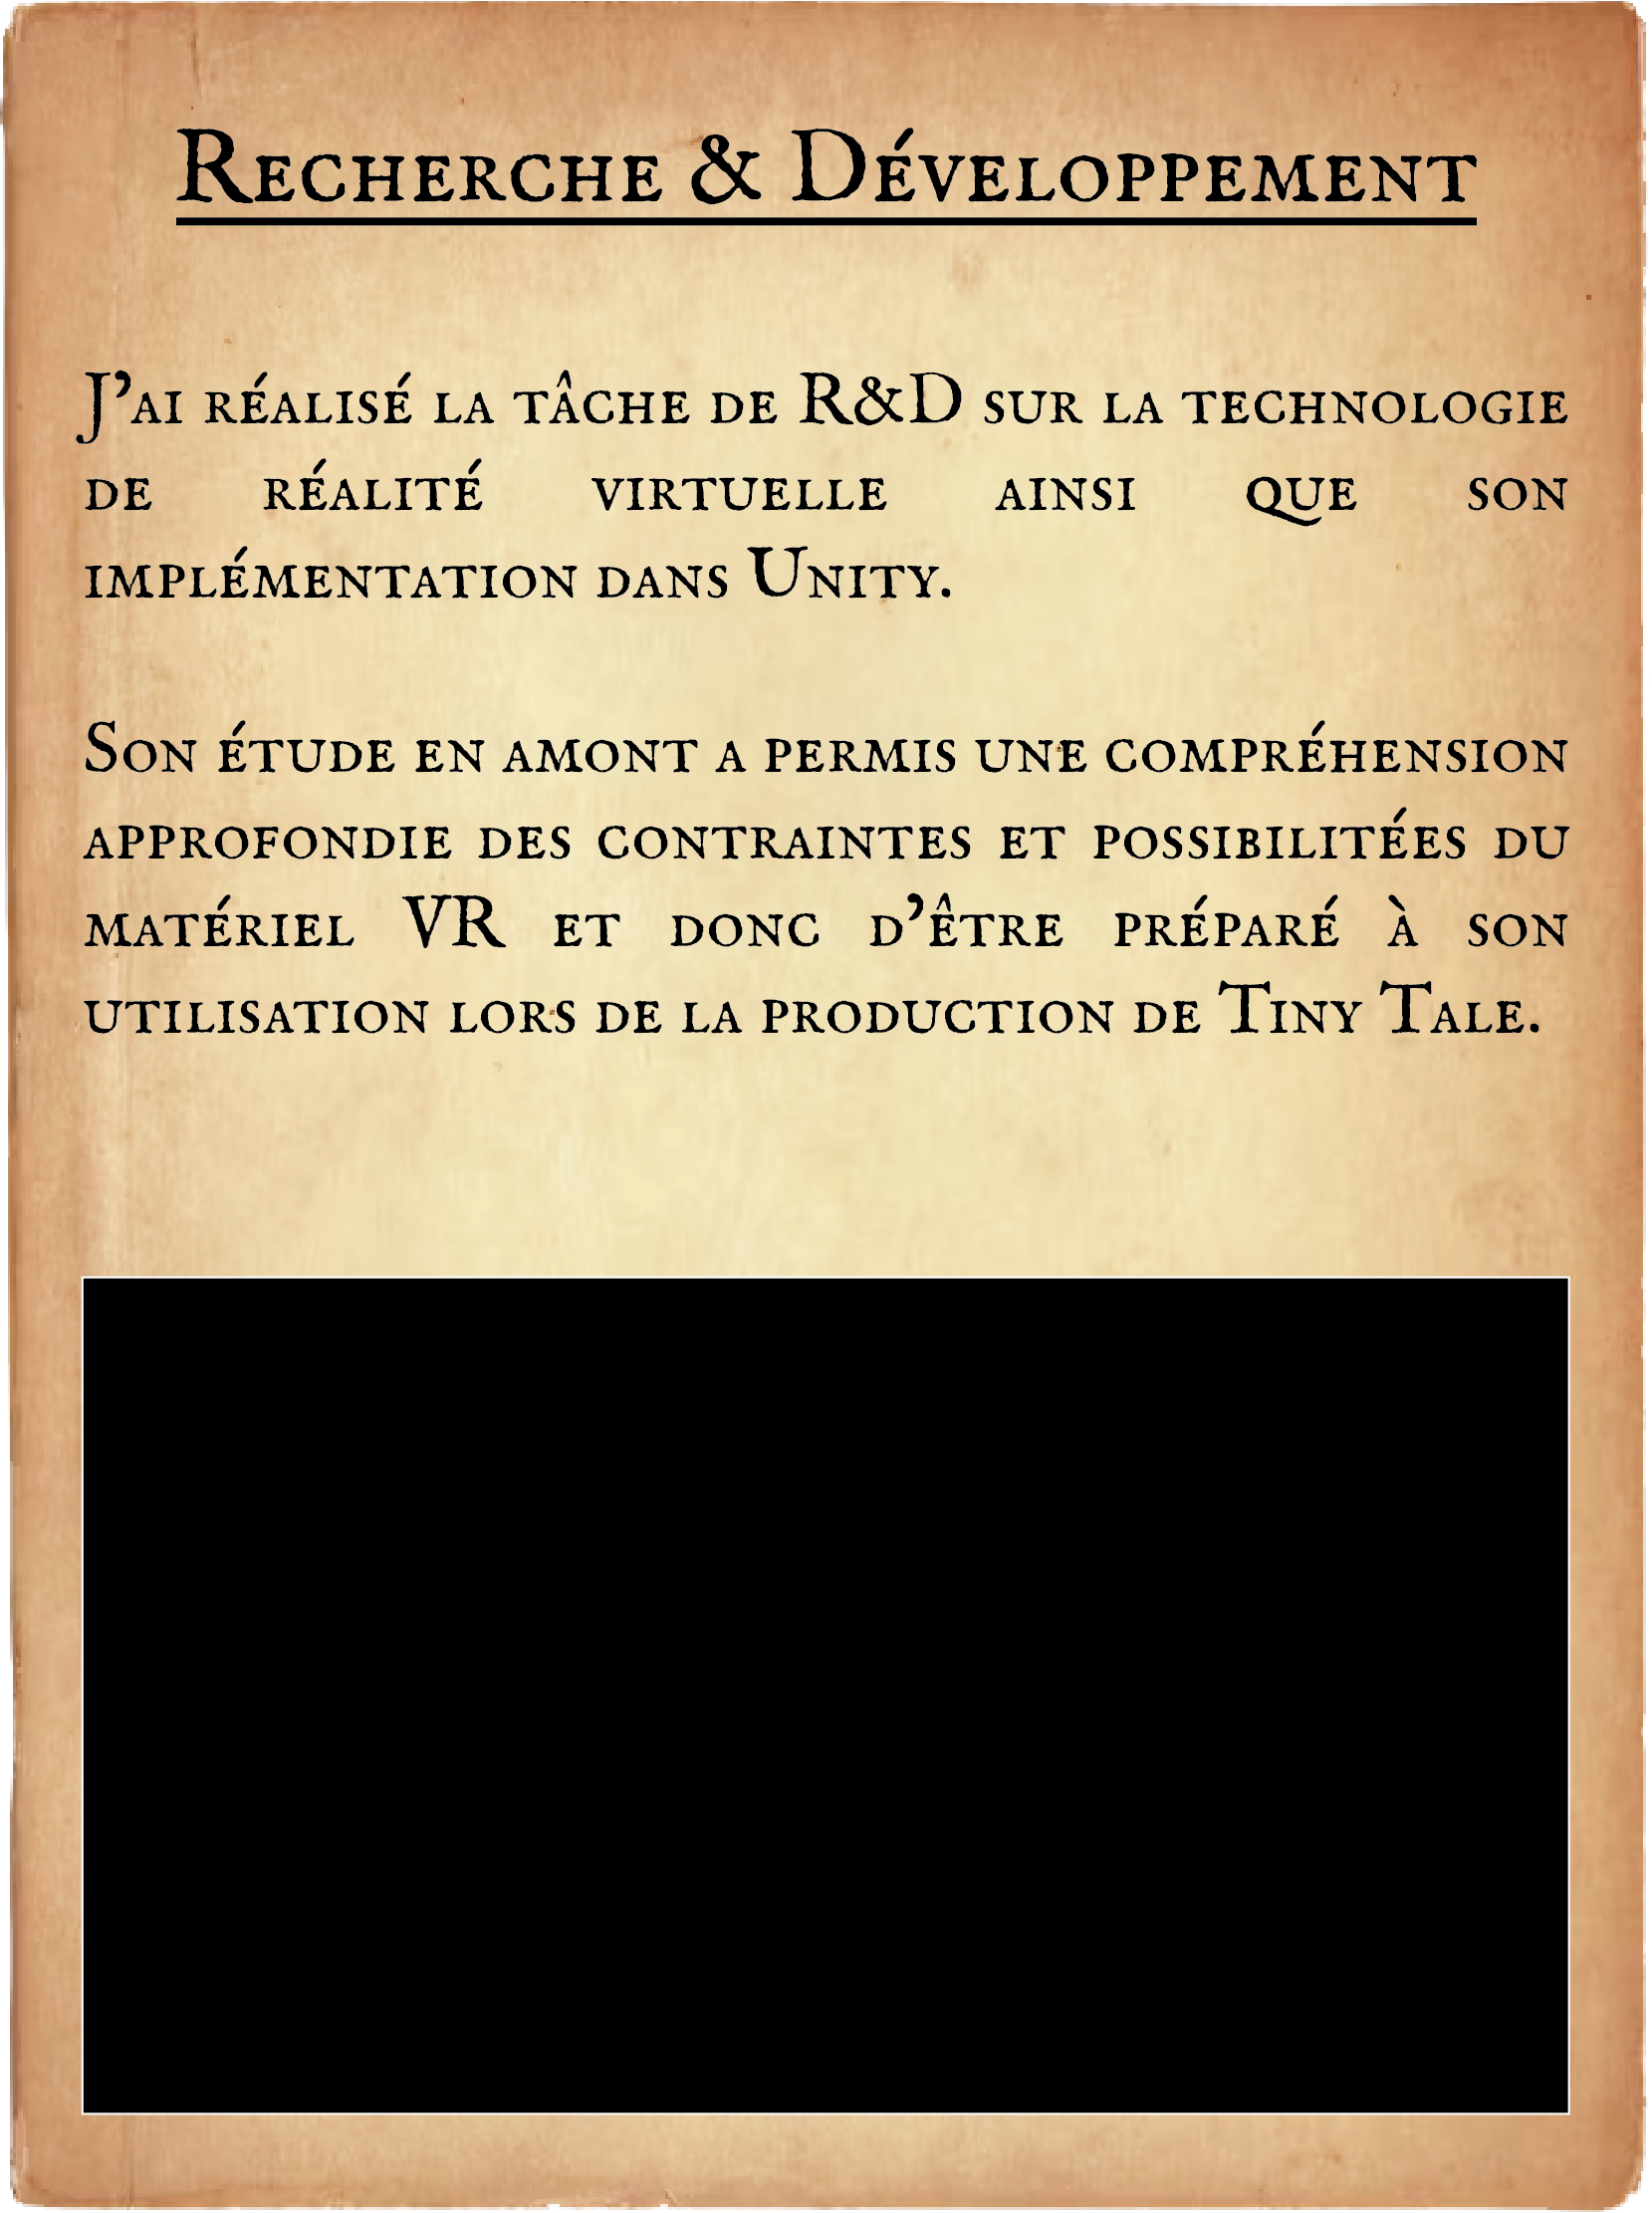 Recherche & Développement
J’ai réalisé la tâche de R&D sur la technologie
de réalité virtuelle ainsi que son
implémentation dans Unity.
Son étude en amont a permis une compréhension
approfondie des contraintes et possibilitées du
matériel VR et donc d’être préparé à son
utilisation lors de la production de Tiny Tale.